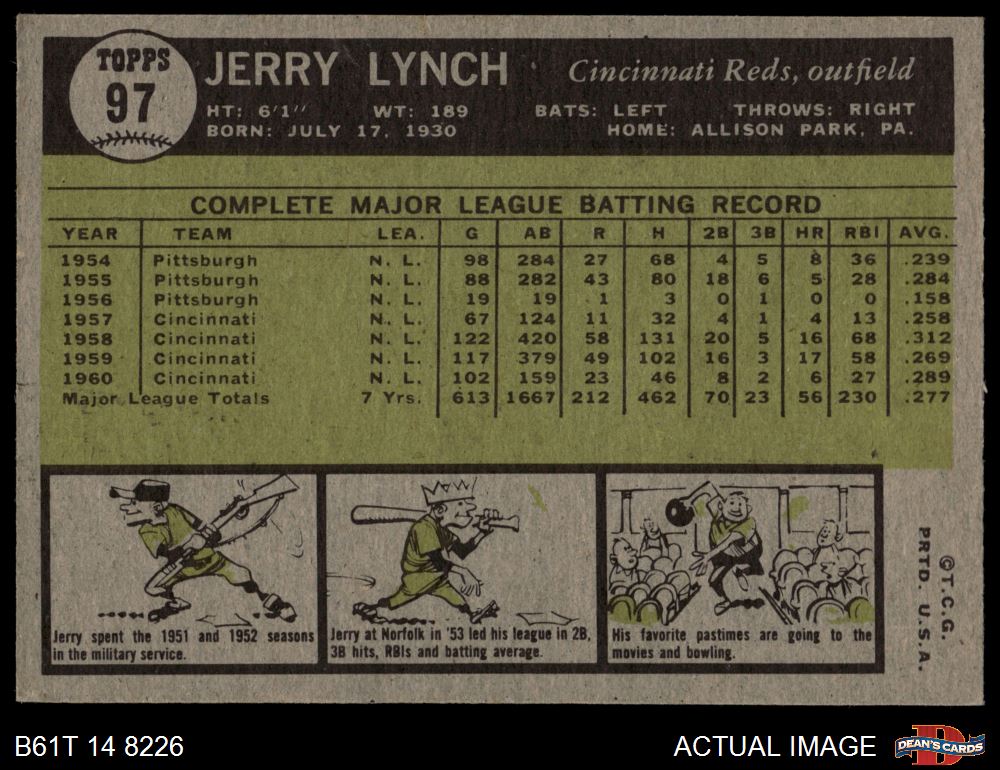 TOPPS
97
JERRY LYNCH Cincinnati Reds, outfield
HT: 6'1" WT: 189 BATS: LEFT THROWS: RIGHT
BORN: JULY 17, 1930 HOME: ALLISON PARK, PA.
COMPLETE MAJOR LEAGUE BATTING RECORD
YEAR TEAM LEA. G AB R H 2B 3B HR RBI AVG.
1954 Pittsburgh N. L. 98 284 27 68 4 5 8 36 .239
1955 Pittsburgh N. L. 88 282 43 80 18 6 5 28 .284
1956 Pittsburgh N. L. 19 19 1 3 0 1 0 0 .158
1957 Cincinnati N. L. 67 124 11 32 4 1 4 13 .258
1958 Cincinnati N. L. 122 420 58 131 20 5 16 68 .312
1959 Cincinnati N. L. 117 379 49 102 16 3 17 58 .269
1960 Cincinnati N. L. 102 159 23 46 8 2 6 27 .289
Major League Totals 7 Yrs. 613 1667 212 462 70 23 56 230 .277
Jerry spent the 1951 and 1952 seasons
in the military service.
Jerry at Norfolk in '53 led his league in 2B,
3B hits, RBIs and batting average.
His favorite pastimes are going to the
movies and bowling.
©T.C.G.
PRTD. U.S.A.
B61T 14 8226
ACTUAL IMAGE
D
DEAN'S CARDS